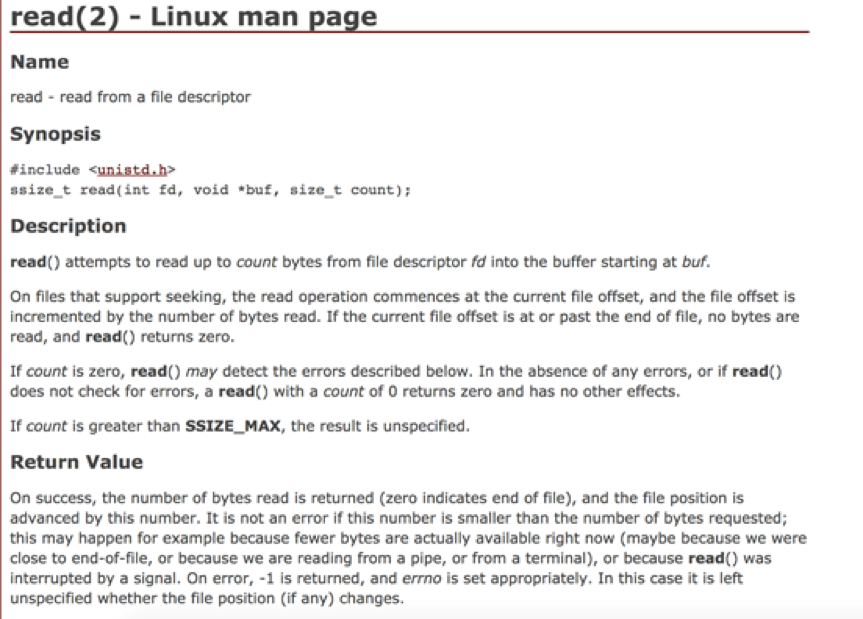 read(2) - Linux man page
Name
read - read from a file descriptor
Synopsis
#include <unistd.h>
ssize_t read(int fd, void *buf, size_t count);
Description
read() attempts to read up to count bytes from file descriptor fd into the buffer starting at buf.
On files that support seeking, the read operation commences at the current file offset, and the file offset is
incremented by the number of bytes read. If the current file offset is at or past the end of file, no bytes are
read, and read() returns zero.
If count is zero, read() may detect the errors described below. In the absence of any errors, or if read()
does not check for errors, a read() with a count of 0 returns zero and has no other effects.
If count is greater than SSIZE_MAX, the result is unspecified.
Return Value
On success, the number of bytes read is returned (zero indicates end of file), and the file position is
advanced by this number. It is not an error if this number is smaller than the number of bytes requested;
this may happen for example because fewer bytes are actually available right now (maybe because we were
close to end-of-file, or because we are reading from a pipe, or from a terminal), or because read() was
interrupted by a signal. On error, -1 is returned, and errno is set appropriately. In this case it is left
unspecified whether the file position (if any) changes.